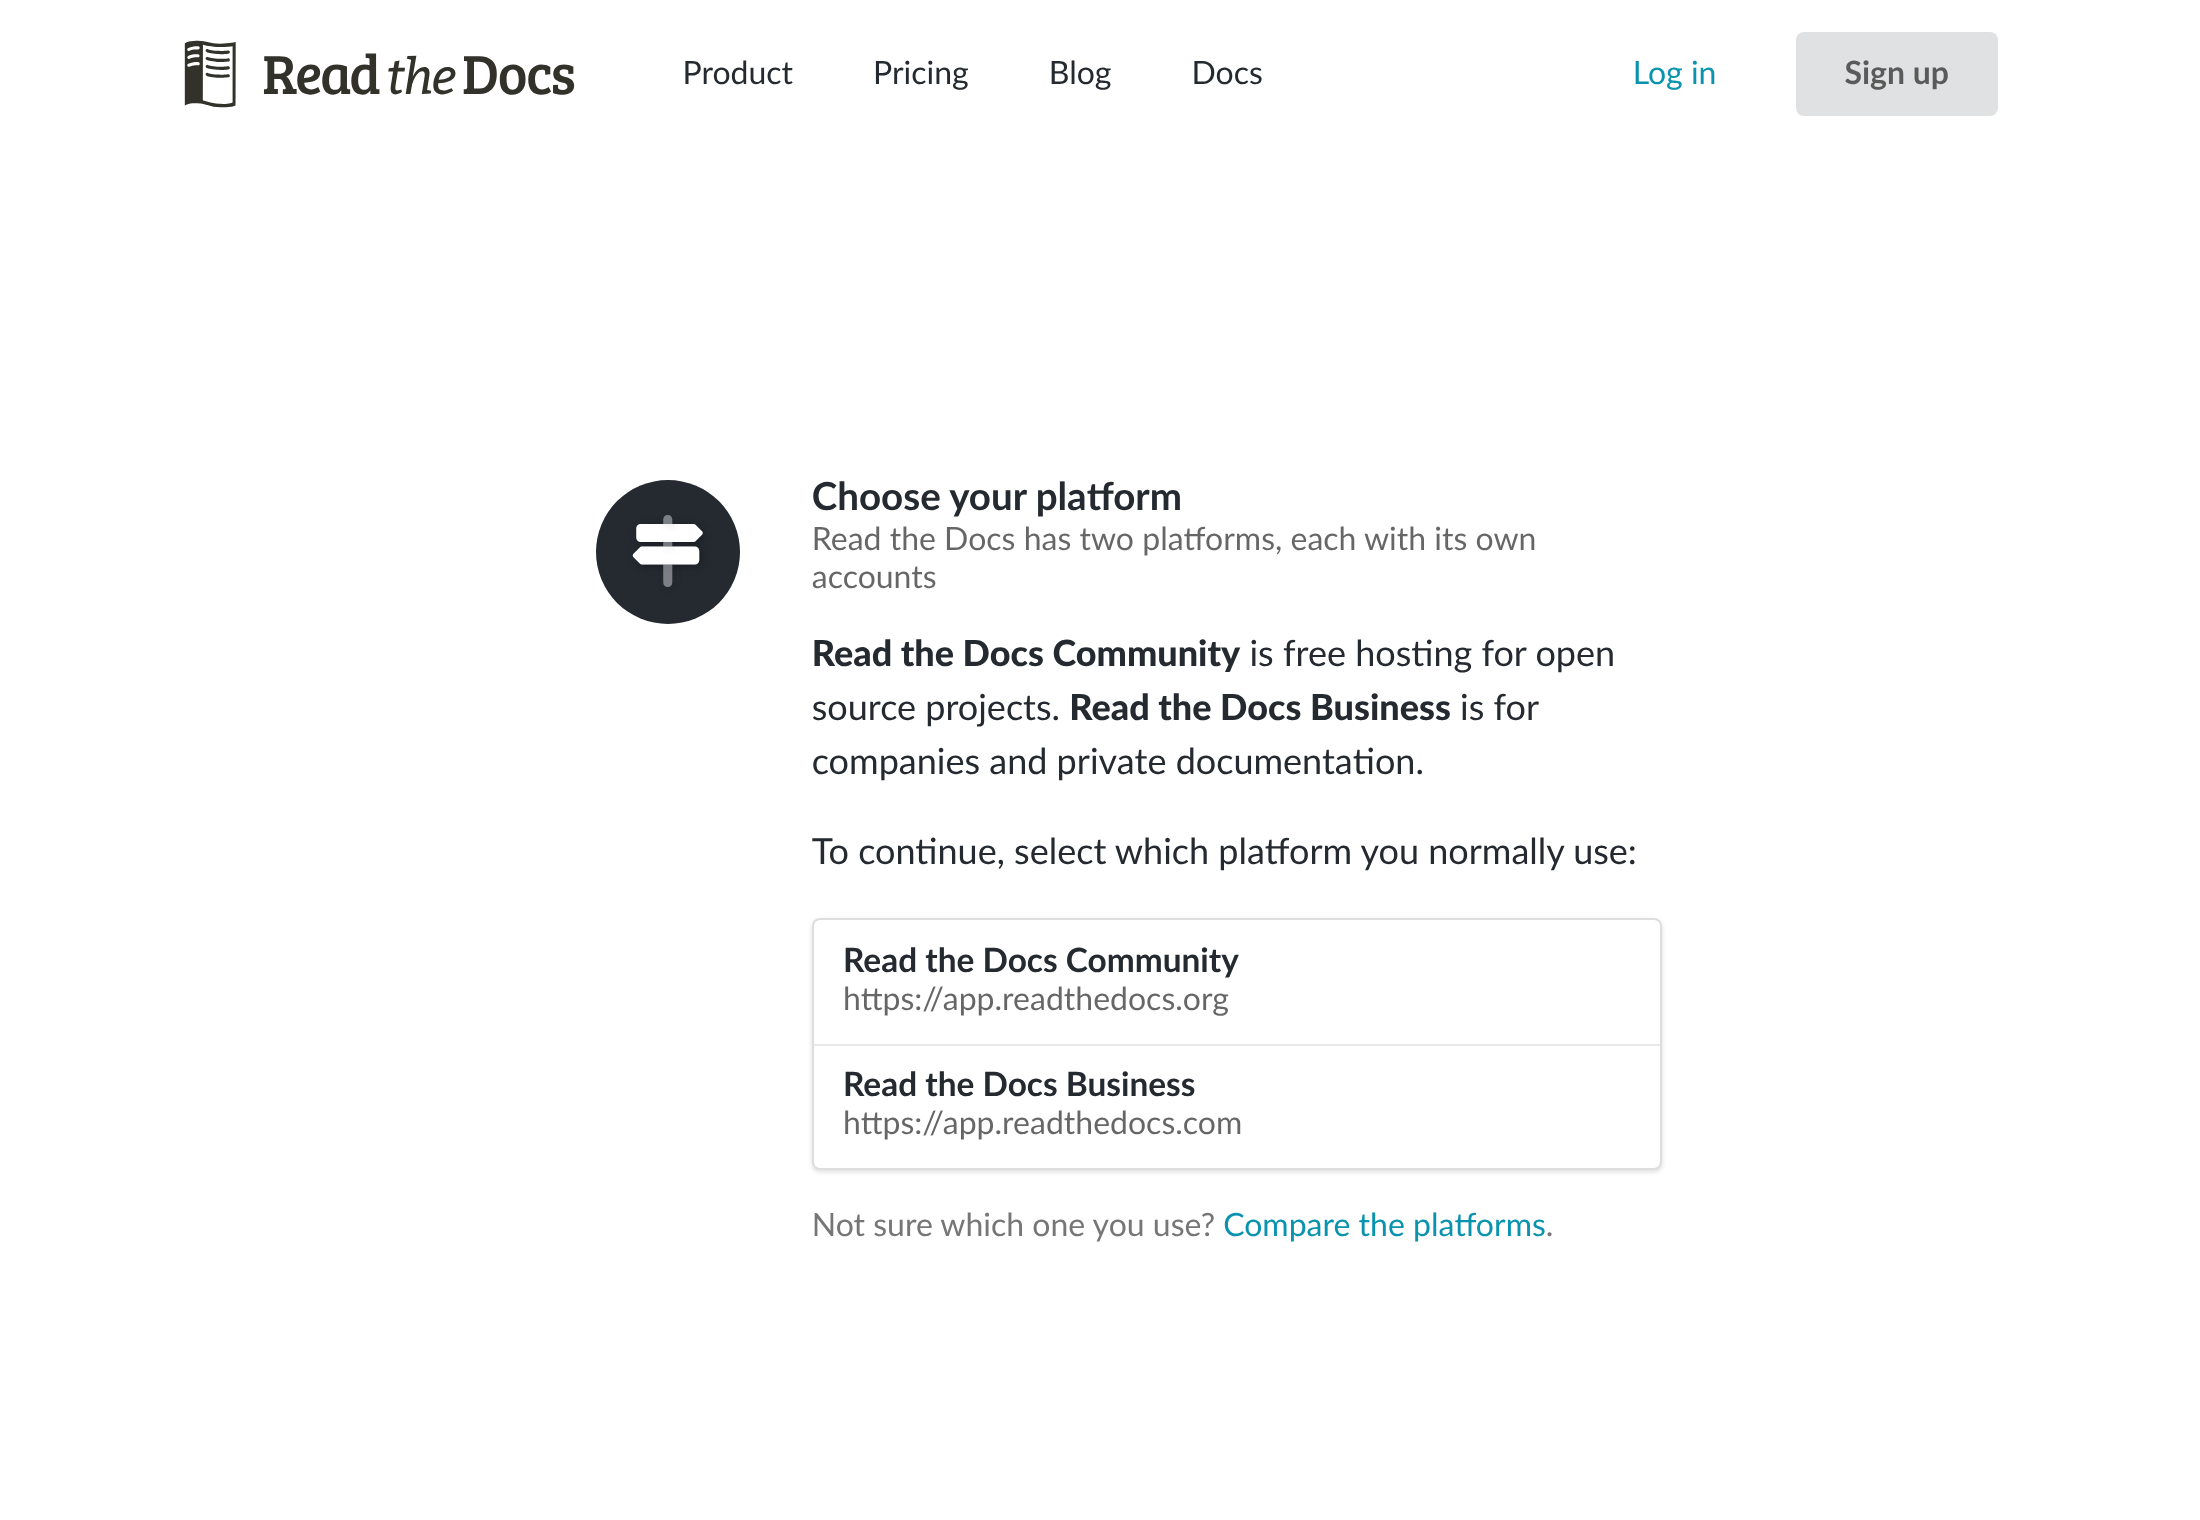 Read the Docs
Product
Pricing
Blog
Docs
Log in
Sign up
Choose your platform
Read the Docs has two platforms, each with its own
accounts
Read the Docs Community is free hosting for open
source projects. Read the Docs Business is for
companies and private documentation.
To continue, select which platform you normally use:
Read the Docs Community
https://app.readthedocs.org
Read the Docs Business
https://app.readthedocs.com
Not sure which one you use? Compare the platforms.